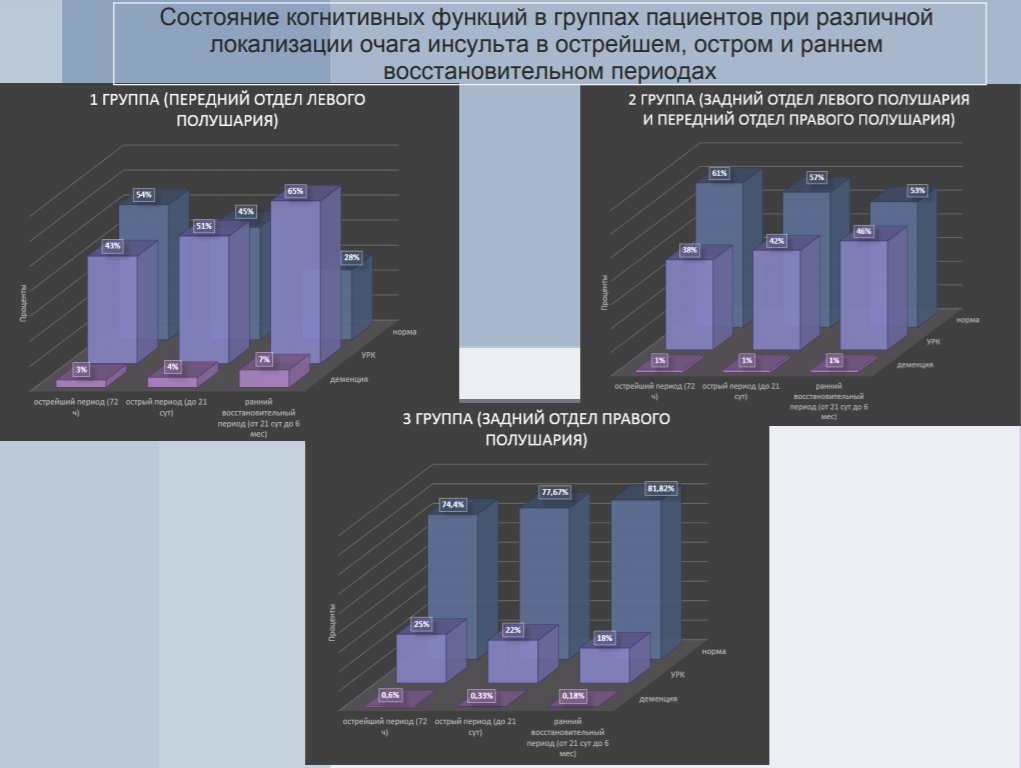 Состояние когнитивных функций в группах пациентов при различной
локализации очага инсульта в острейшем, остром и раннем
восстановительном периодах
1 ГРУППА (ПЕРЕДНИЙ ОТДЕЛ ЛЕВОГО
ПОЛУШАРИЯ)
54%
45%
28%
43%
51%
65%
3%
4%
7%
Проценты
норма
УРК
деменция
острейший период (72
ч)
острый период (до 21
сут)
ранний
восстановительный
период (от 21 сут до 6
мес)
2 ГРУППА (ЗАДНИЙ ОТДЕЛ ЛЕВОГО ПОЛУШАРИЯ
И ПЕРЕДНИЙ ОТДЕЛ ПРАВОГО ПОЛУШАРИЯ)
61%
57%
53%
38%
42%
46%
1%
1%
1%
Проценты
норма
УРК
деменция
острейший период (72
ч)
острый период (до 21
сут)
ранний
восстановительный
период (от 21 сут до 6
мес)
3 ГРУППА (ЗАДНИЙ ОТДЕЛ ПРАВОГО
ПОЛУШАРИЯ)
74,4%
77,67%
81,82%
25%
22%
18%
0,6%
0,33%
0,18%
Проценты
норма
УРК
деменция
острейший период (72
ч)
острый период (до 21
сут)
ранний
восстановительный
период (от 21 сут до 6
мес)